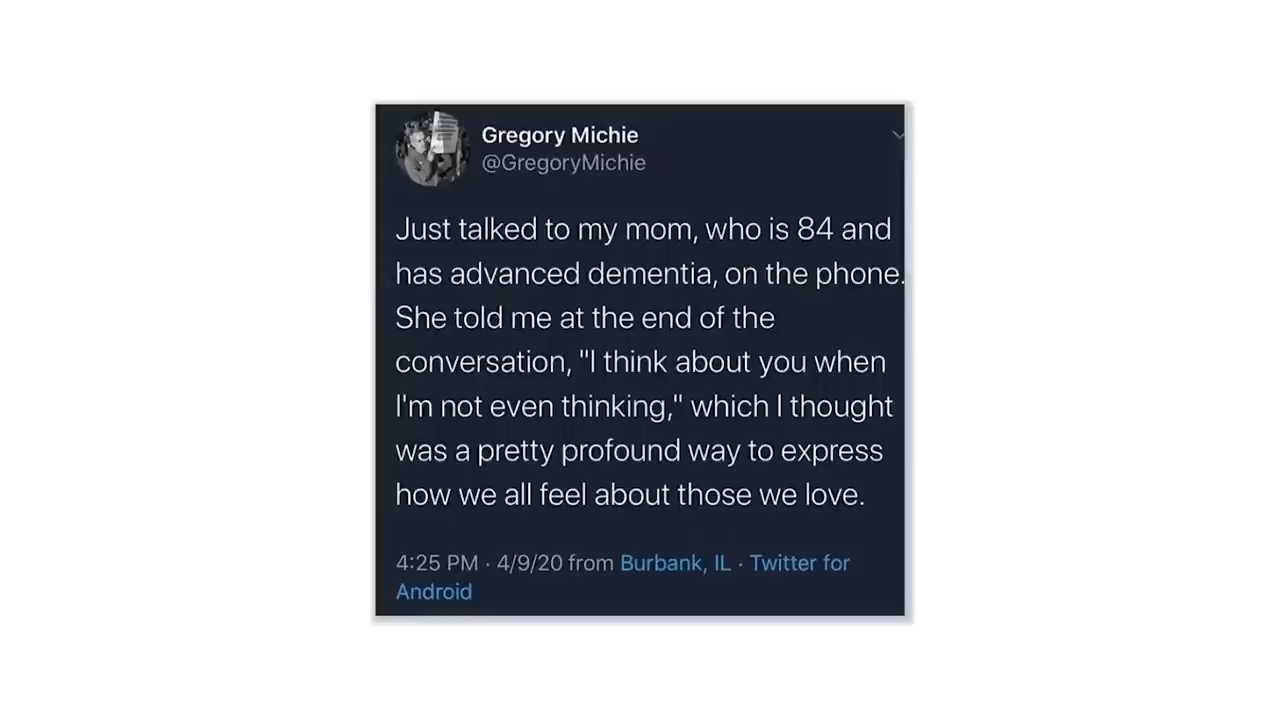 Gregory Michie
@GregoryMichie
Just talked to my mom, who is 84 and
has advanced dementia, on the phone.
She told me at the end of the
conversation, "I think about you when
I'm not even thinking," which I thought
was a pretty profound way to express
how we all feel about those we love.
4:25 PM · 4/9/20 from Burbank, IL · Twitter for
Android